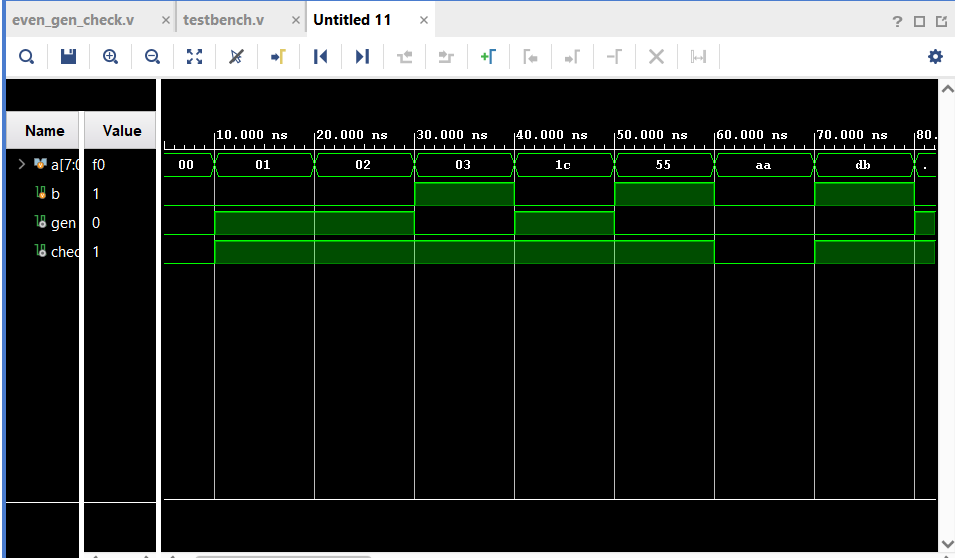 even_gen_check.v × testbench.v × Untitled 11 ×
?
Name Value
10.000 ns 20.000 ns 30.000 ns 40.000 ns 50.000 ns 60.000 ns 70.000 ns 80.
a[7:0 f0 00 01 02 03 1c 55 aa db .
b 1
gen 0
chec 1